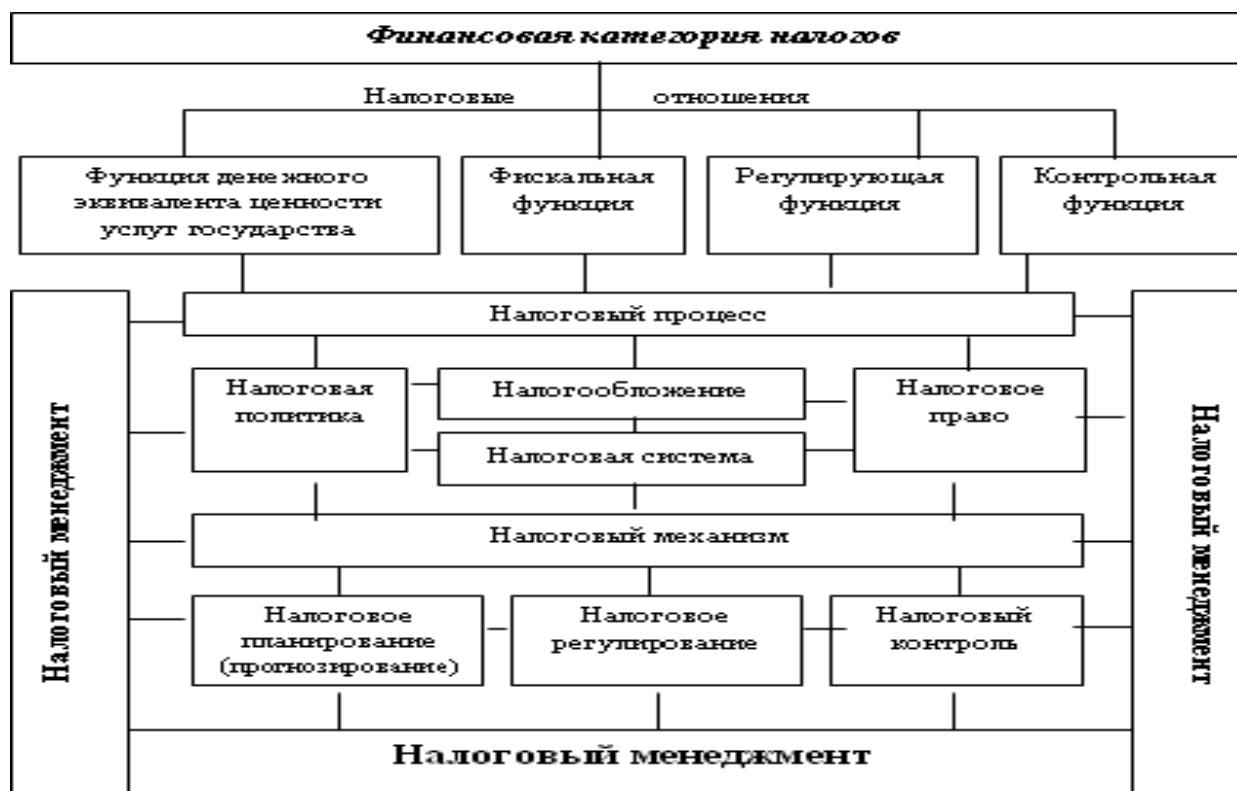 Финансовая категория налогов
Налоговые отношения
Функция денежного
эквивалента ценности
услуг государства
Фискальная
функция
Регулирующая
функция
Контрольная
функция
Налоговый процесс
Налоговая
политика
Налогообложение
Налоговая система
Налоговое
право
Налоговый механизм
Налоговое
планирование
(прогнозирование)
Налоговое
регулирование
Налоговый
контроль
Налоговый менеджмент
Налоговый менеджмент
Налоговый менеджмент